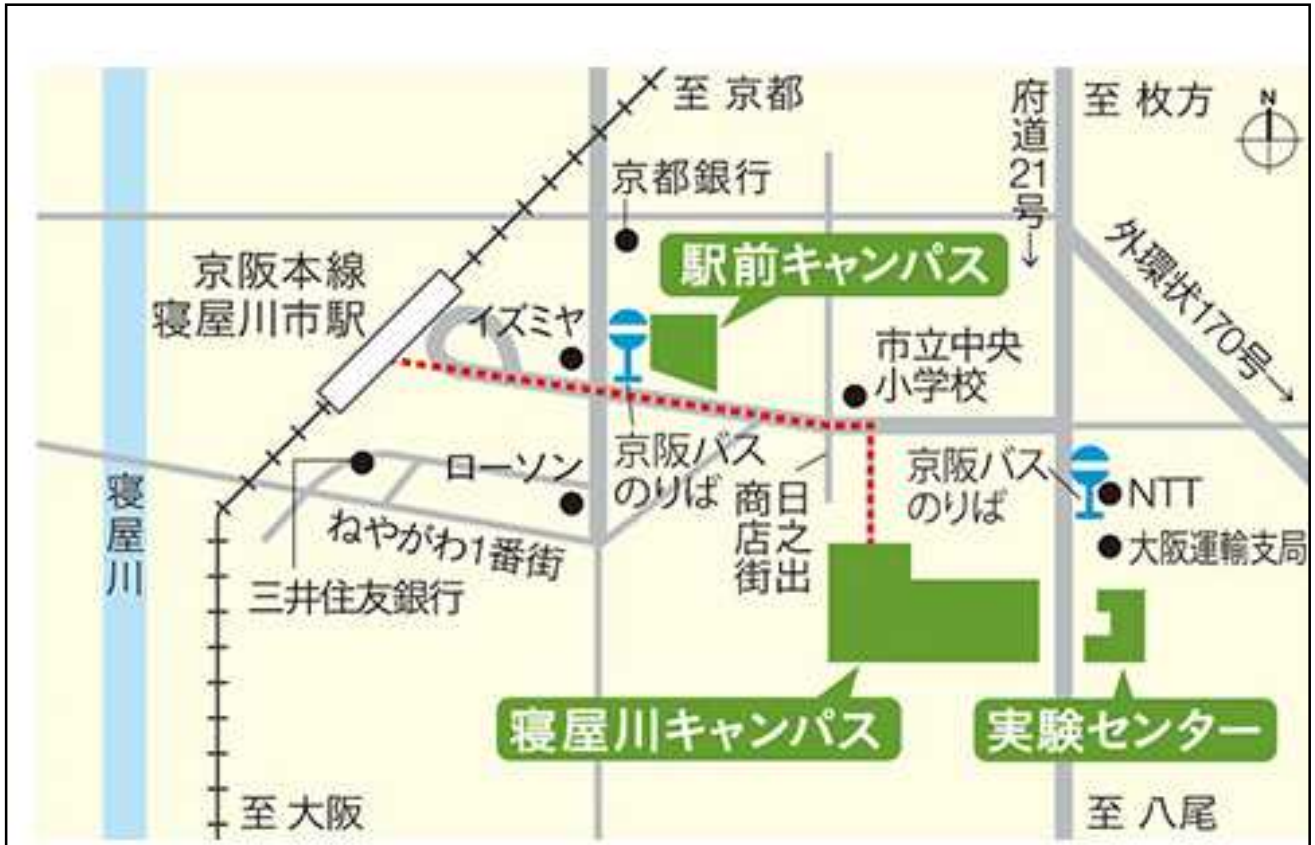 至 京都
府道21号↓
至 枚方
N
京都銀行
外環状170号→
駅前キャンパス
京阪本線
寝屋川市駅
イズミヤ
市立中央
小学校
京阪バス
のりば
ローソン
日之出
商店街
京阪バス
のりば
NTT
大阪運輸支局
寝屋川
ねやがわ1番街
三井住友銀行
寝屋川キャンパス
実験センター
至 大阪
至 八尾